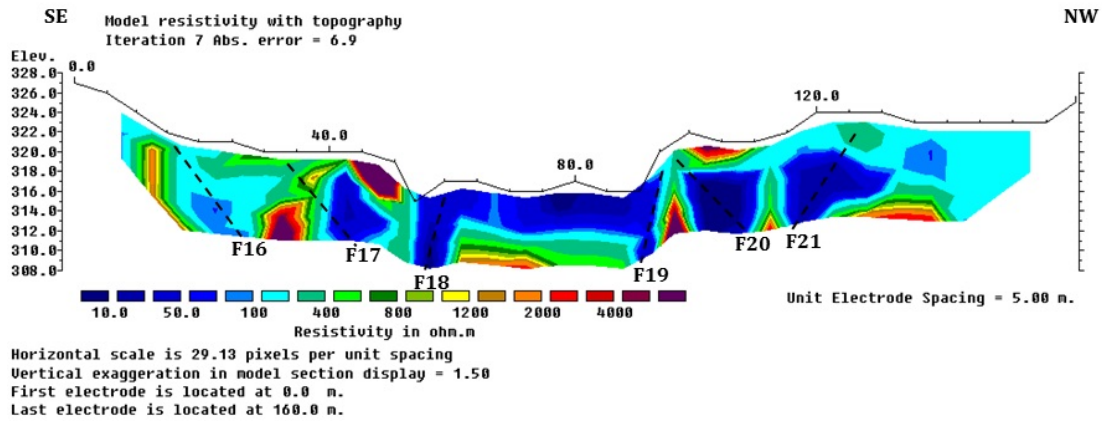 SE
NW
Model resistivity with topography
Iteration 7 Abs. error = 6.9
Elev.
328.0
326.0
324.0
322.0
320.0
318.0
316.0
314.0
312.0
310.0
308.0
0.0
40.0
80.0
120.0
F16
F17
F18
F19
F20
F21
10.0 50.0 100 400 800 1200 2000 4000
Resistivity in ohm.m
Unit Electrode Spacing = 5.00 m.
Horizontal scale is 29.13 pixels per unit spacing
Vertical exaggeration in model section display = 1.50
First electrode is located at 0.0 m.
Last electrode is located at 160.0 m.